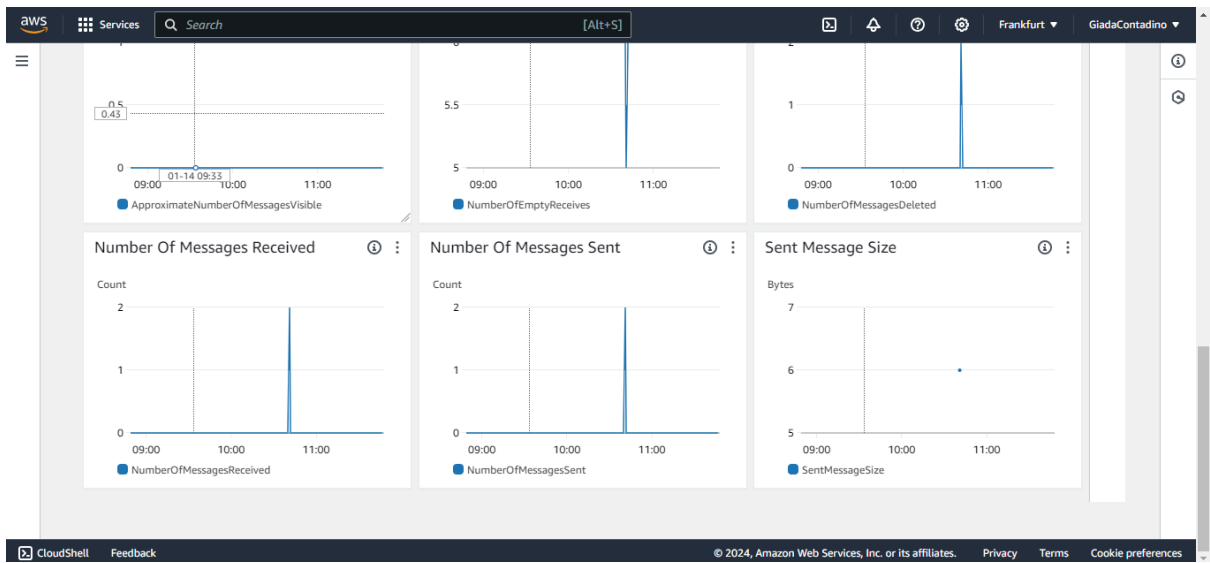 aws Services Search [Alt+S] Frankfurt ▼ GiadaContadino ▼
0.5 5.5 1
0.43
0 5 0
01-14 09:33
09:00 10:00 11:00 09:00 10:00 11:00 09:00 10:00 11:00
ApproximateNumberOfMessagesVisible NumberOfEmptyReceives NumberOfMessagesDeleted
Number Of Messages Received Number Of Messages Sent Sent Message Size
Count Count Bytes
2 2 7
1 1 6
0 0 5
09:00 10:00 11:00 09:00 10:00 11:00 09:00 10:00 11:00
NumberOfMessagesReceived NumberOfMessagesSent SentMessageSize
CloudShell Feedback © 2024, Amazon Web Services, Inc. or its affiliates. Privacy Terms Cookie preferences